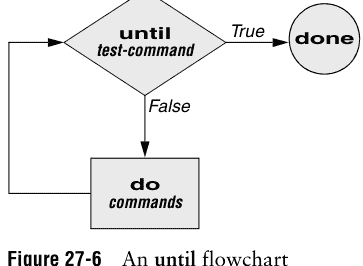 until
test-command
True
done
False
do
commands
Figure 27-6 An until flowchart